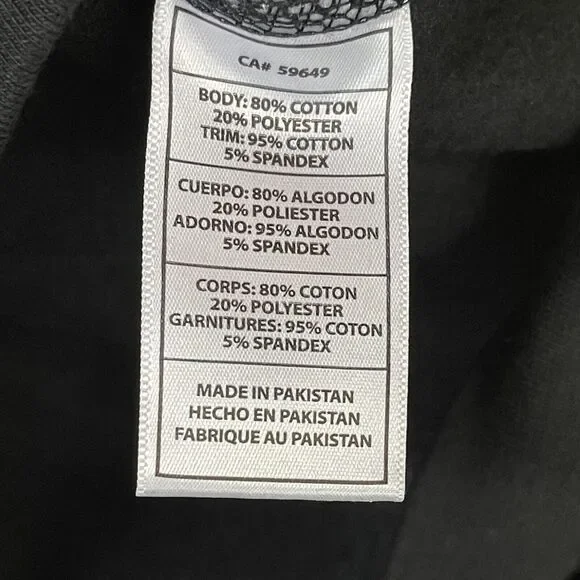 CA# 59649
BODY: 80% COTTON
20% POLYESTER
TRIM: 95% COTTON
5% SPANDEX
CUERPO: 80% ALGODON
20% POLIESTER
ADORNO: 95% ALGODON
5% SPANDEX
CORPS: 80% COTON
20% POLYESTER
GARNITURES: 95% COTON
5% SPANDEX
MADE IN PAKISTAN
HECHO EN PAKISTAN
FABRIQUE AU PAKISTAN